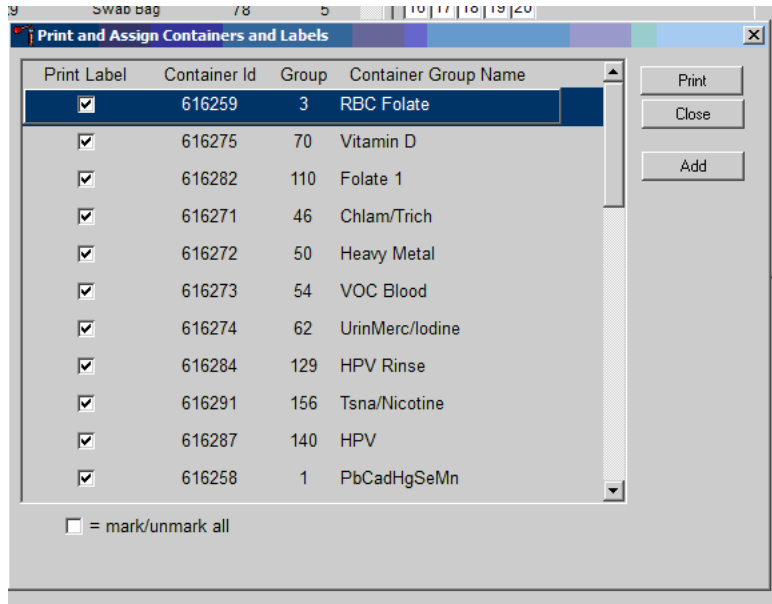 Swab Bag 78 5 16 17 18 19 20
Print and Assign Containers and Labels
Print Label Container Id Group Container Group Name
616259 3 RBC Folate
616275 70 Vitamin D
616282 110 Folate 1
616271 46 Chlam/Trich
616272 50 Heavy Metal
616273 54 VOC Blood
616274 62 UrinMerc/Iodine
616284 129 HPV Rinse
616291 156 Tsna/Nicotine
616287 140 HPV
616258 1 PbCadHgSeMn
= mark/unmark all
Print
Close
Add